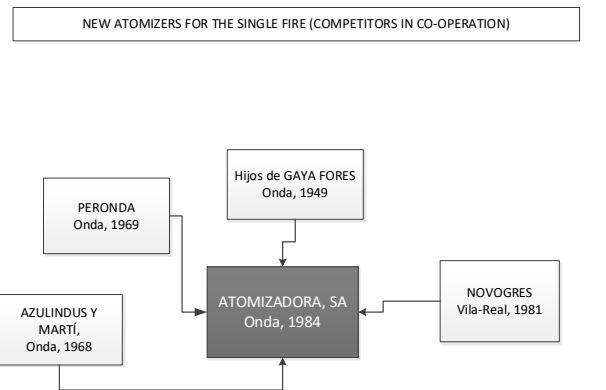 NEW ATOMIZERS FOR THE SINGLE FIRE (COMPETITORS IN CO-OPERATION)
Hijos de GAYA FORES
Onda, 1949
PERONDA
Onda, 1969
ATOMIZADORA, SA
Onda, 1984
NOVOGRES
Vila-Real, 1981
AZULINDUS Y
MARTÍ,
Onda, 1968